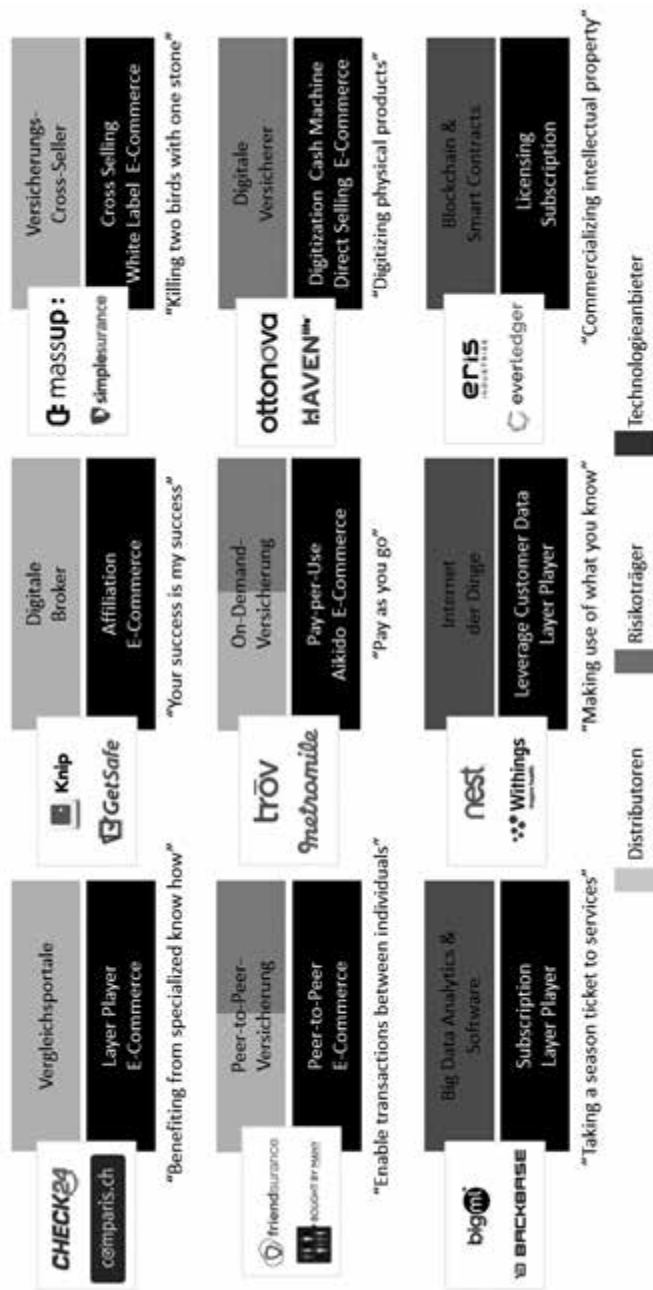 CHECK24
c@mparis.ch
Vergleichsportale
Layer Player
E-Commerce
"Benefiting from specialized know how"
Knip
GetSafe
Digitale
Broker
Affiliation
E-Commerce
"Your success is my success"
massup:
simplesurance
Versicherungs-
Cross-Seller
Cross Selling
White Label E-Commerce
"Killing two birds with one stone"
friendsurance
BOUGHT BY MANY
Peer-to-Peer-
Versicherung
Peer-to-Peer
E-Commerce
"Enable transactions between individuals"
trōv
metromile
On-Demand-
Versicherung
Pay-per-Use
Aikido E-Commerce
"Pay as you go"
ottonova
HAVEN life
Digitale
Versicherer
Digitization Cash Machine
Direct Selling E-Commerce
"Digitizing physical products"
bigml
BACKBASE
Big Data Analytics &
Software
Subscription
Layer Player
"Taking a season ticket to services"
nest
Withings
Internet
der Dinge
Leverage Customer Data
Layer Player
"Making use of what you know"
eris
INDUSTRIES
everledger
Blockchain &
Smart Contracts
Licensing
Subscription
"Commercializing intellectual property"
Distributoren
Risikoträger
Technologieanbieter